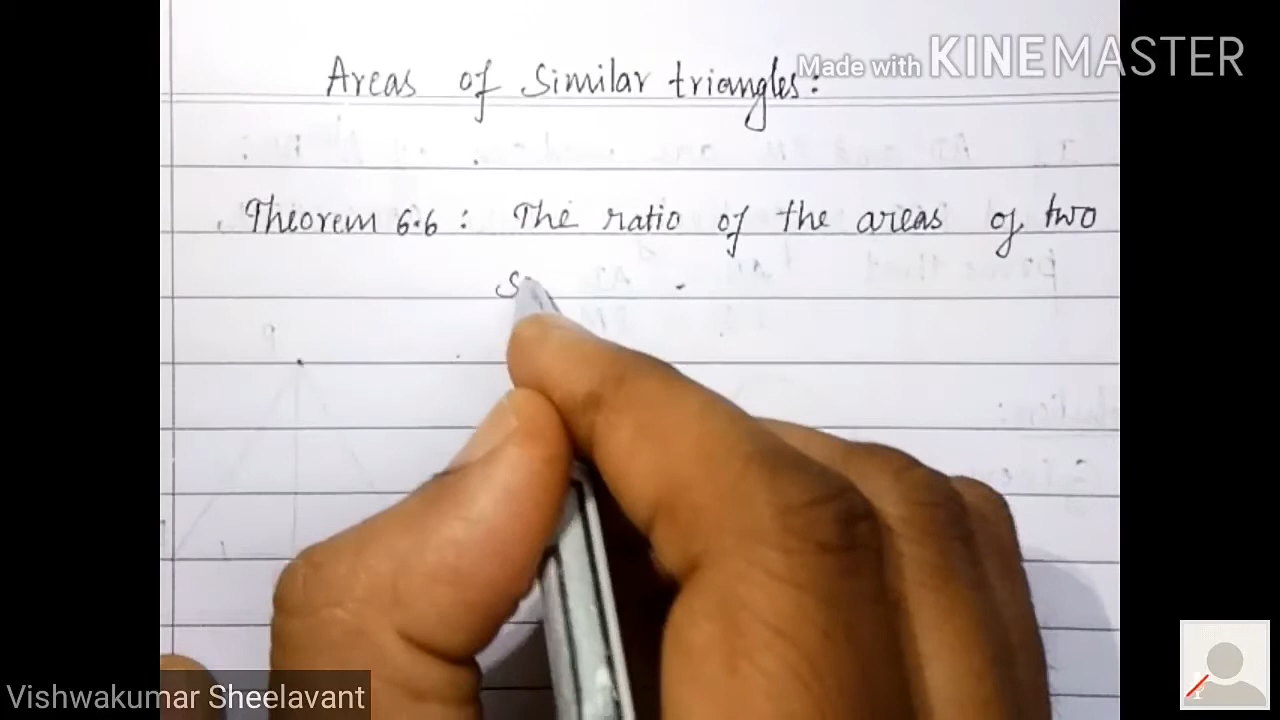 Made with KINEMASTER
Areas of Similar triangles:
Theorem 6.6: The ratio of the areas of two
S
Vishwakumar Sheelavant